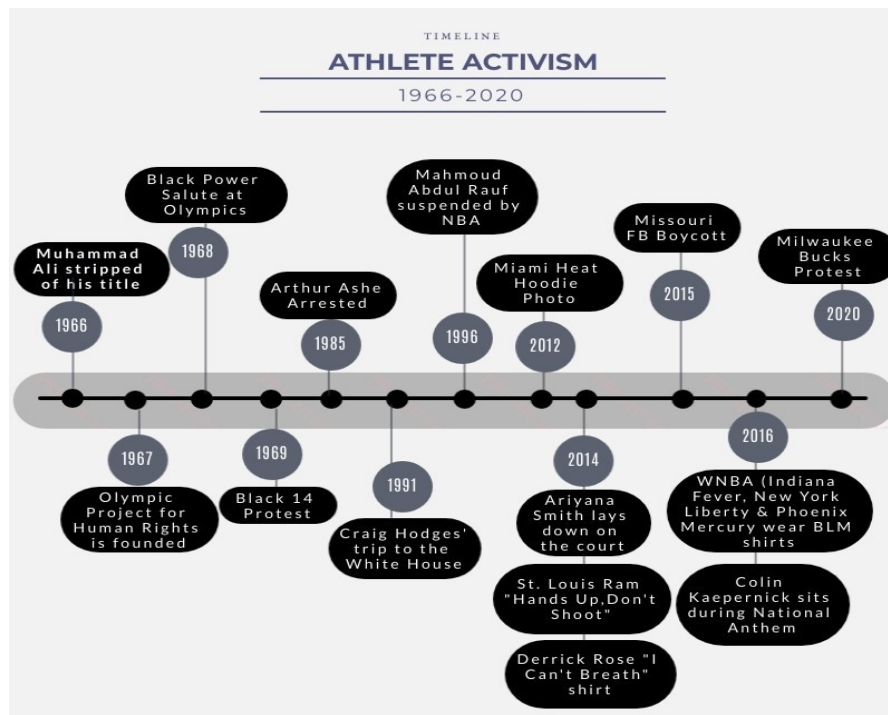 TIMELINE
ATHLETE ACTIVISM
1966-2020
Muhammad
Ali stripped
of his title
1966
Olympic
Project for
Human Rights
is founded
1967
Black Power
Salute at
Olympics
1968
Black 14
Protest
1969
Arthur Ashe
Arrested
1985
Craig Hodges'
trip to the
White House
1991
Mahmoud
Abdul Rauf
suspended by
NBA
1996
Miami Heat
Hoodie
Photo
2012
2014
Ariyana
Smith lays
down on
the court
St. Louis Ram
"Hands Up,Don't
Shoot"
Derrick Rose "I
Can't Breath"
shirt
Missouri
FB Boycott
2015
2016
WNBA (Indiana
Fever, New York
Liberty & Phoenix
Mercury wear BLM
shirts
Colin
Kaepernick sits
during National
Anthem
Milwaukee
Bucks
Protest
2020